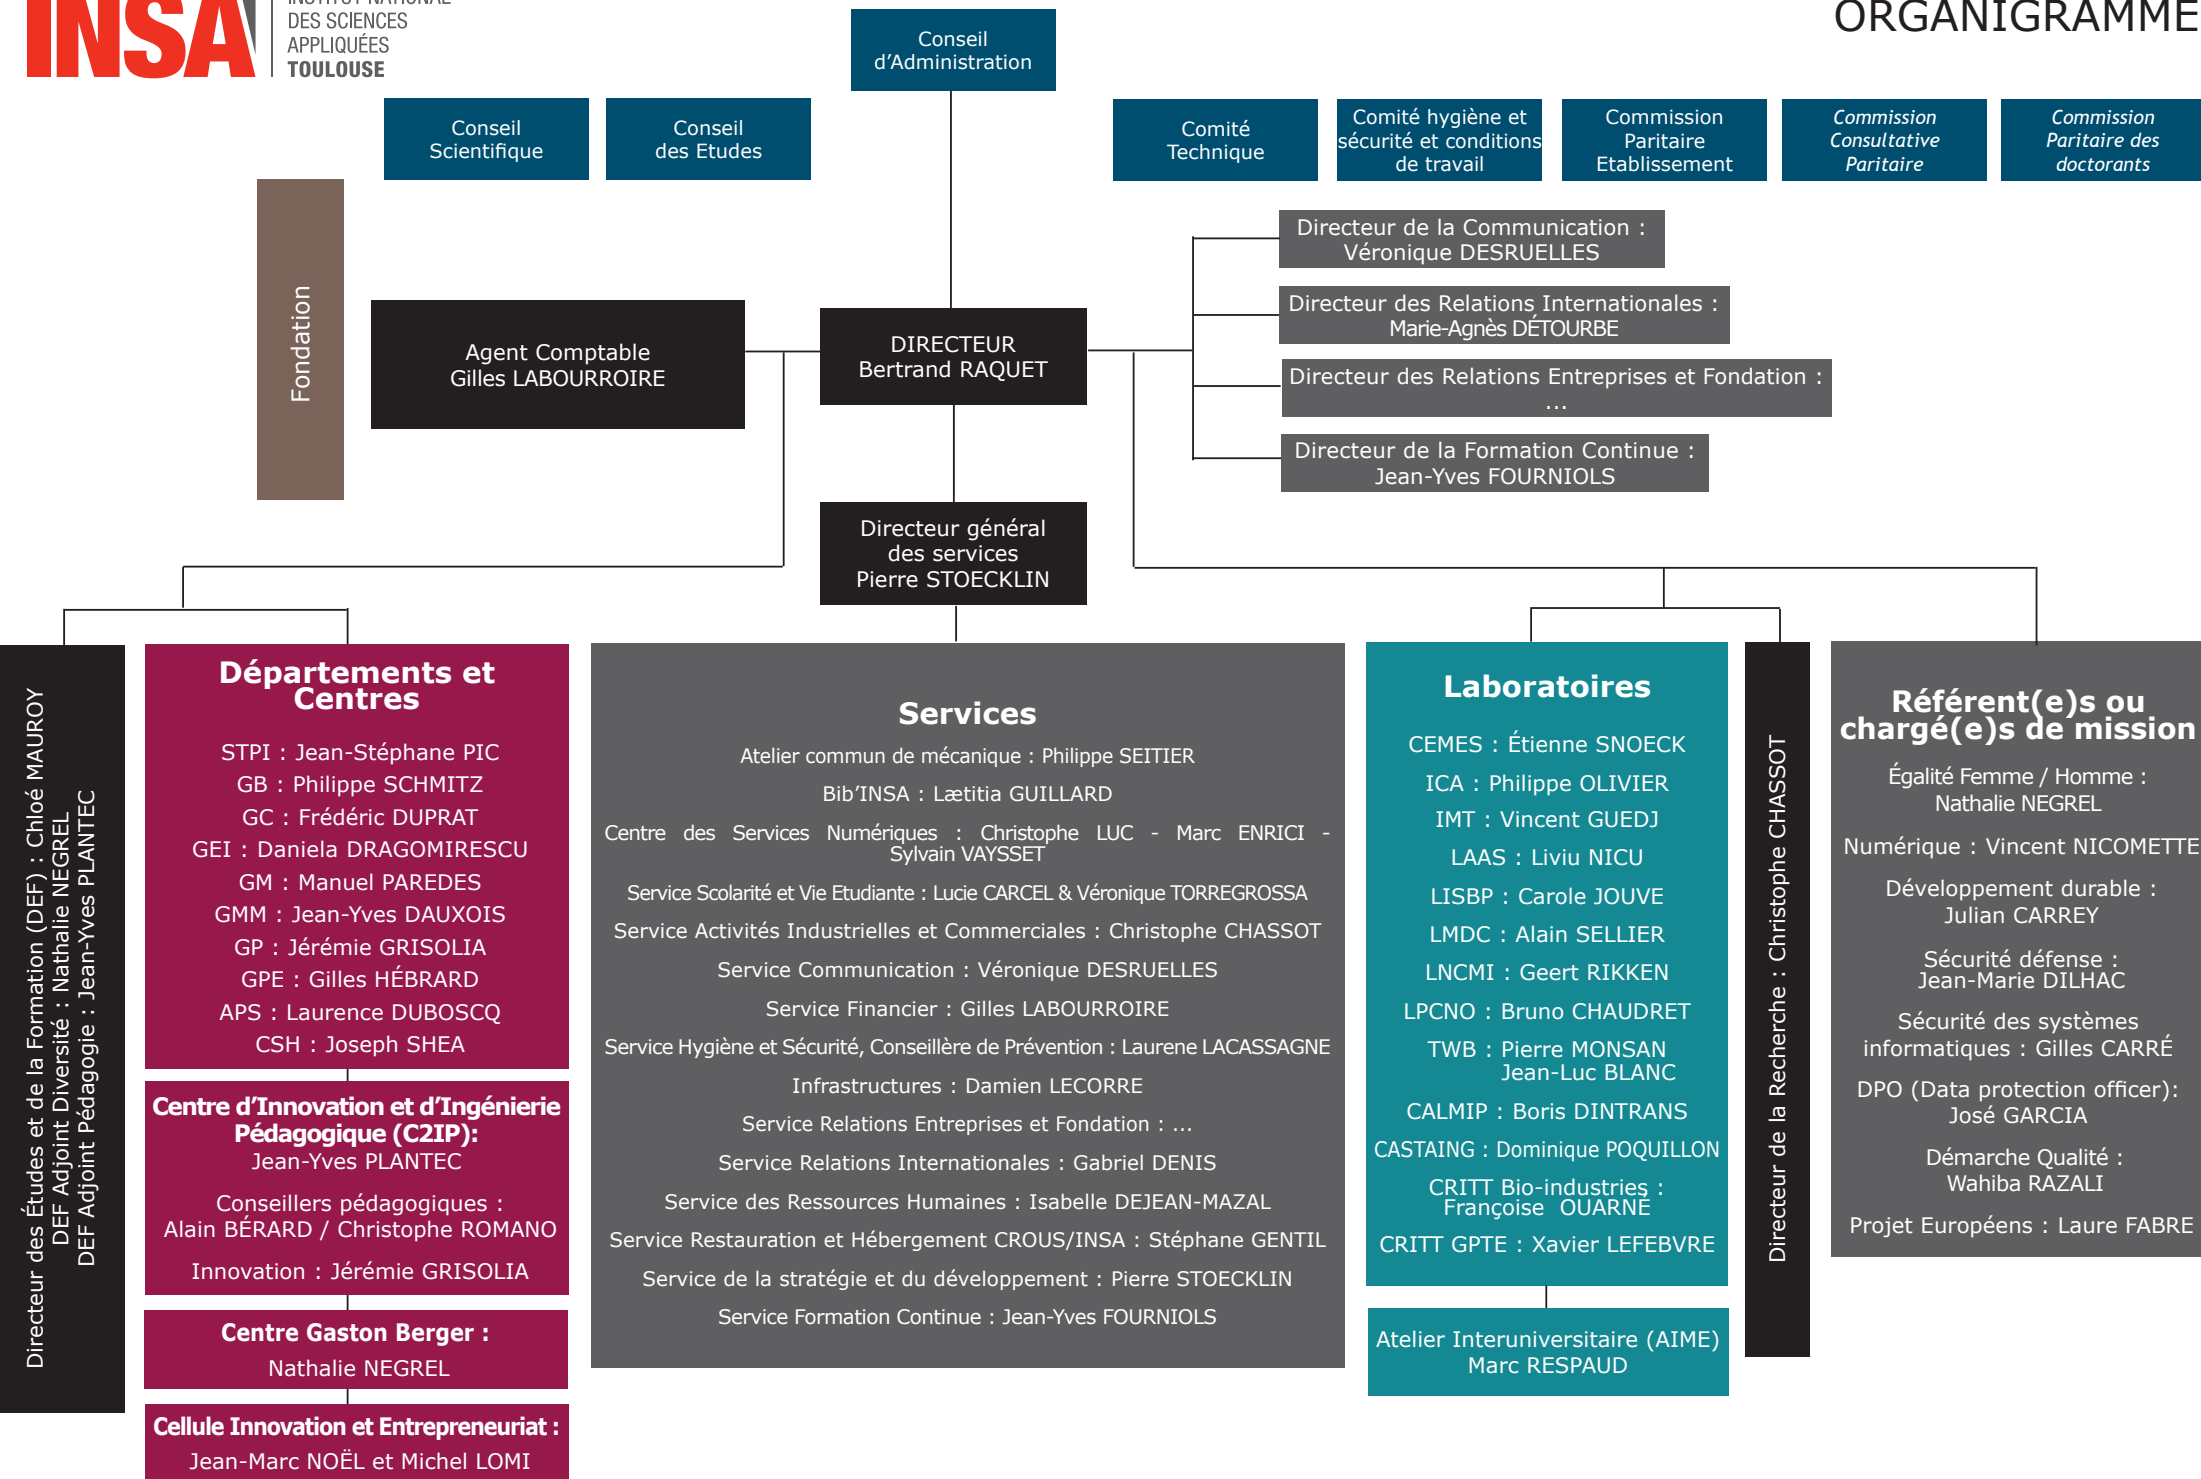 INSA
INSTITUT NATIONAL
DES SCIENCES
APPLIQUÉES
TOULOUSE
ORGANIGRAMME
Conseil
d'Administration
Conseil
Scientifique
Conseil
des Etudes
Comité
Technique
Comité hygiène et
sécurité et conditions
de travail
Commission
Paritaire
Etablissement
Commission
Consultative
Paritaire
Commission
Paritaire des
doctorants
Fondation
Agent Comptable
Gilles LABOURROIRE
DIRECTEUR
Bertrand RAQUET
Directeur de la Communication :
Véronique DESRUELLES
Directeur des Relations Internationales :
Marie-Agnès DÉTOURBE
Directeur des Relations Entreprises et Fondation :
...
Directeur de la Formation Continue :
Jean-Yves FOURNIOLS
Directeur général
des services
Pierre STOECKLIN
Directeur des Études et de la Formation (DEF) : Chloé MAUROY
DEF Adjoint Diversité : Nathalie NEGREL
DEF Adjoint Pédagogie : Jean-Yves PLANTEC
Départements et
Centres
STPI : Jean-Stéphane PIC
GB : Philippe SCHMITZ
GC : Frédéric DUPRAT
GEI : Daniela DRAGOMIRESCU
GM : Manuel PAREDES
GMM : Jean-Yves DAUXOIS
GP : Jérémie GRISOLIA
GPE : Gilles HÉBRARD
APS : Laurence DUBOSCQ
CSH : Joseph SHEA
Centre d'Innovation et d'Ingénierie
Pédagogique (C2IP):
Jean-Yves PLANTEC
Conseillers pédagogiques :
Alain BÉRARD / Christophe ROMANO
Innovation : Jérémie GRISOLIA
Centre Gaston Berger :
Nathalie NEGREL
Cellule Innovation et Entrepreneuriat :
Jean-Marc NOËL et Michel LOMI
Services
Atelier commun de mécanique : Philippe SEITIER
Bib'INSA : Lætitia GUILLARD
Centre des Services Numériques : Christophe LUC - Marc ENRICI -
Sylvain VAYSSET
Service Scolarité et Vie Etudiante : Lucie CARCEL & Véronique TORREGROSSA
Service Activités Industrielles et Commerciales : Christophe CHASSOT
Service Communication : Véronique DESRUELLES
Service Financier : Gilles LABOURROIRE
Service Hygiène et Sécurité, Conseillère de Prévention : Laurene LACASSAGNE
Infrastructures : Damien LECORRE
Service Relations Entreprises et Fondation : ...
Service Relations Internationales : Gabriel DENIS
Service des Ressources Humaines : Isabelle DEJEAN-MAZAL
Service Restauration et Hébergement CROUS/INSA : Stéphane GENTIL
Service de la stratégie et du développement : Pierre STOECKLIN
Service Formation Continue : Jean-Yves FOURNIOLS
Laboratoires
CEMES : Étienne SNOECK
ICA : Philippe OLIVIER
IMT : Vincent GUEDJ
LAAS : Liviu NICU
LISBP : Carole JOUVE
LMDC : Alain SELLIER
LNCMI : Geert RIKKEN
LPCNO : Bruno CHAUDRET
TWB : Pierre MONSAN
Jean-Luc BLANC
CALMIP : Boris DINTRANS
CASTAING : Dominique POQUILLON
CRITT Bio-industries :
Françoise OUARNÉ
CRITT GPTE : Xavier LEFEBVRE
Atelier Interuniversitaire (AIME)
Marc RESPAUD
Directeur de la Recherche : Christophe CHASSOT
Référent(e)s ou
chargé(e)s de mission
Égalité Femme / Homme :
Nathalie NEGREL
Numérique : Vincent NICOMETTE
Développement durable :
Julian CARREY
Sécurité défense :
Jean-Marie DILHAC
Sécurité des systèmes
informatiques : Gilles CARRÉ
DPO (Data protection officer):
José GARCIA
Démarche Qualité :
Wahiba RAZALI
Projet Européens : Laure FABRE